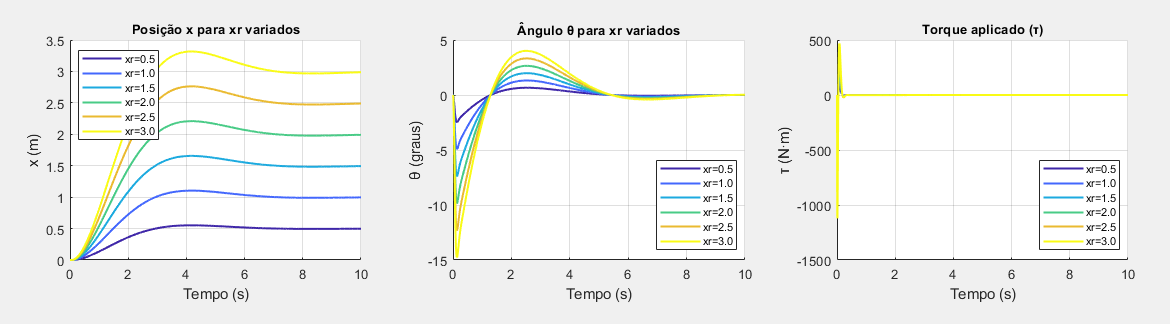 Posição x para xr variados
3.5
3
2.5
2
1.5
1
0.5
0
x (m)
xr=0.5
xr=1.0
xr=1.5
xr=2.0
xr=2.5
xr=3.0
0 2 4 6 8 10
Tempo (s)
Ângulo θ para xr variados
5
0
-5
-10
-15
θ (graus)
xr=0.5
xr=1.0
xr=1.5
xr=2.0
xr=2.5
xr=3.0
0 2 4 6 8 10
Tempo (s)
Torque aplicado (τ)
500
0
-500
-1000
-1500
τ (N·m)
xr=0.5
xr=1.0
xr=1.5
xr=2.0
xr=2.5
xr=3.0
0 2 4 6 8 10
Tempo (s)